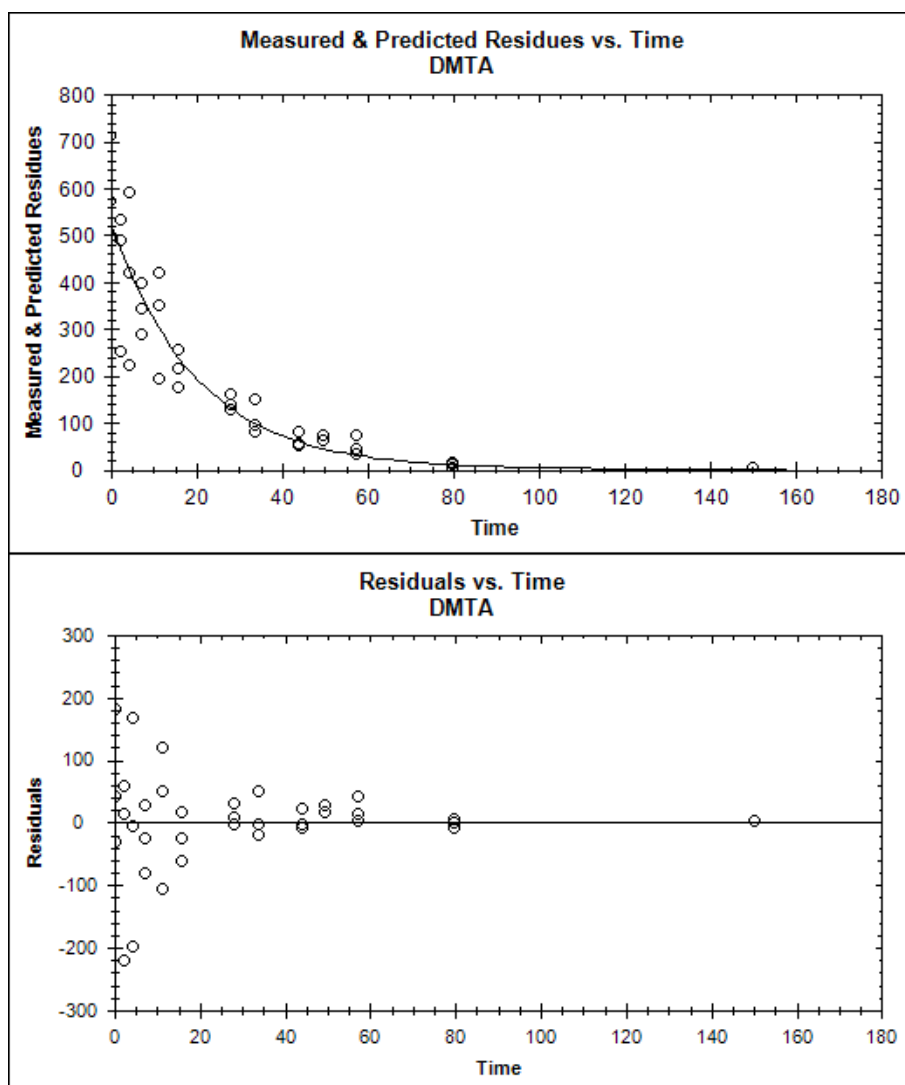 Measured & Predicted Residues vs. Time
DMTA
Measured & Predicted Residues
800
700
600
500
400
300
200
100
0
0 20 40 60 80 100 120 140 160 180
Time
Residuals vs. Time
DMTA
Residuals
300
200
100
0
-100
-200
-300
0 20 40 60 80 100 120 140 160 180
Time